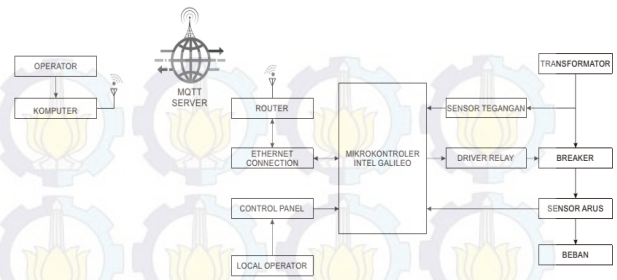 OPERATOR
KOMPUTER
MQTT
SERVER
ROUTER
ETHERNET
CONNECTION
CONTROL PANEL
LOCAL OPERATOR
MIKROKONTROLER
INTEL GALILEO
TRANSFORMATOR
SENSOR TEGANGAN
DRIVER RELAY
BREAKER
SENSOR ARUS
BEBAN